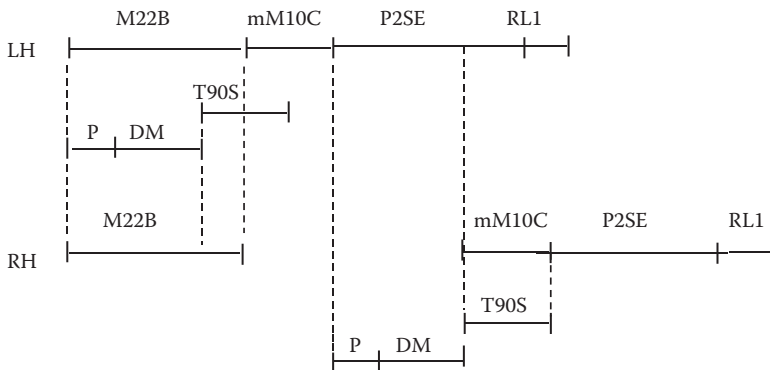 M22B mM10C P2SE RL1
LH
T90S
P DM
M22B
mM10C P2SE RL1
RH
T90S
P DM